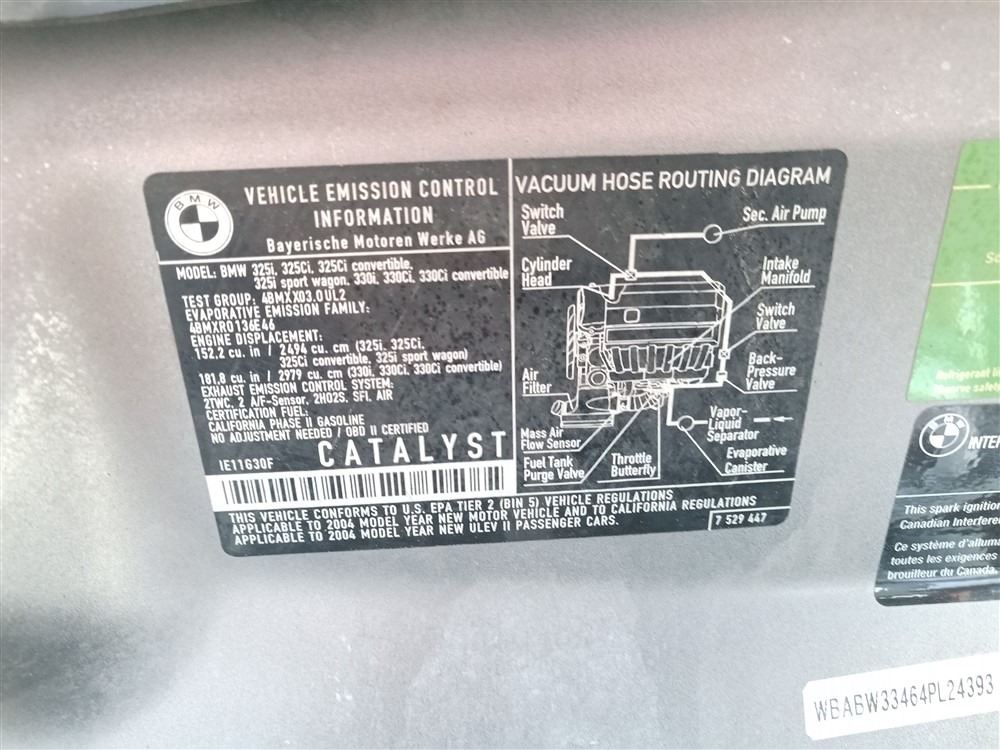 BMW
VEHICLE EMISSION CONTROL
INFORMATION
Bayerische Motoren Werke AG
MODEL: BMW 325i, 325Ci, 325Ci convertible,
325i sport wagon, 330i, 330Ci, 330Ci convertible
TEST GROUP: 4BMXX03.0UL2
EVAPORATIVE EMISSION FAMILY:
4BMXR0136E46
ENGINE DISPLACEMENT:
152.2 cu. in / 2494 cu. cm (325i, 325Ci,
325Ci convertible, 325i sport wagon)
181,8 cu. in / 2979 cu. cm (330i, 330Ci, 330Ci convertible)
EXHAUST EMISSION CONTROL SYSTEM:
2TWC, 2 A/F-Sensor, 2HO2S, SFI, AIR
CERTIFICATION FUEL:
CALIFORNIA PHASE II GASOLINE
NO ADJUSTMENT NEEDED / OBD II CERTIFIED
IE11G30F
CATALYST
VACUUM HOSE ROUTING DIAGRAM
Switch
Valve
Sec. Air Pump
Cylinder
Head
Intake
Manifold
Switch
Valve
Back-
Pressure
Valve
Air
Filter
Vapor-
Liquid
Separator
Mass Air
Flow Sensor
Evaporative
Canister
Fuel Tank
Purge Valve
Throttle
Butterfly
THIS VEHICLE CONFORMS TO U.S. EPA TIER 2 (BIN 5) VEHICLE REGULATIONS
APPLICABLE TO 2004 MODEL YEAR NEW MOTOR VEHICLE AND TO CALIFORNIA REGULATIONS
APPLICABLE TO 2004 MODEL YEAR NEW ULEV II PASSENGER CARS.
7 529 447
Refrigerant
safet
INTER
This spark ignition
Canadian Interfere
Ce système d'alluma
toutes les exigences
brouilleur du Canada.
WBABW33464PL24393